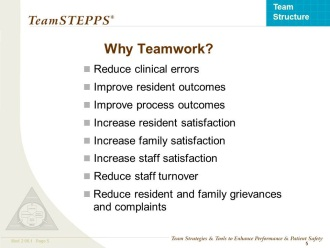 Team
Structure
TeamSTEPPS®
Why Teamwork?
Reduce clinical errors
Improve resident outcomes
Improve process outcomes
Increase resident satisfaction
Increase family satisfaction
Increase staff satisfaction
Reduce staff turnover
Reduce resident and family grievances
and complaints
Team Strategies & Tools to Enhance Performance & Patient Safety